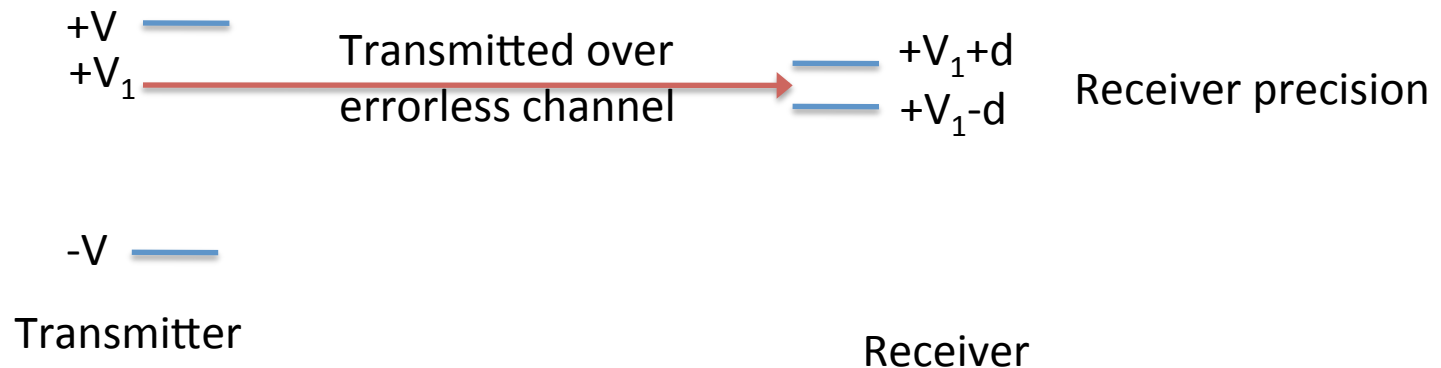 +V
+V₁
Transmitted over
errorless channel
+V₁+d
+V₁-d
Receiver precision
-V
Transmitter
Receiver